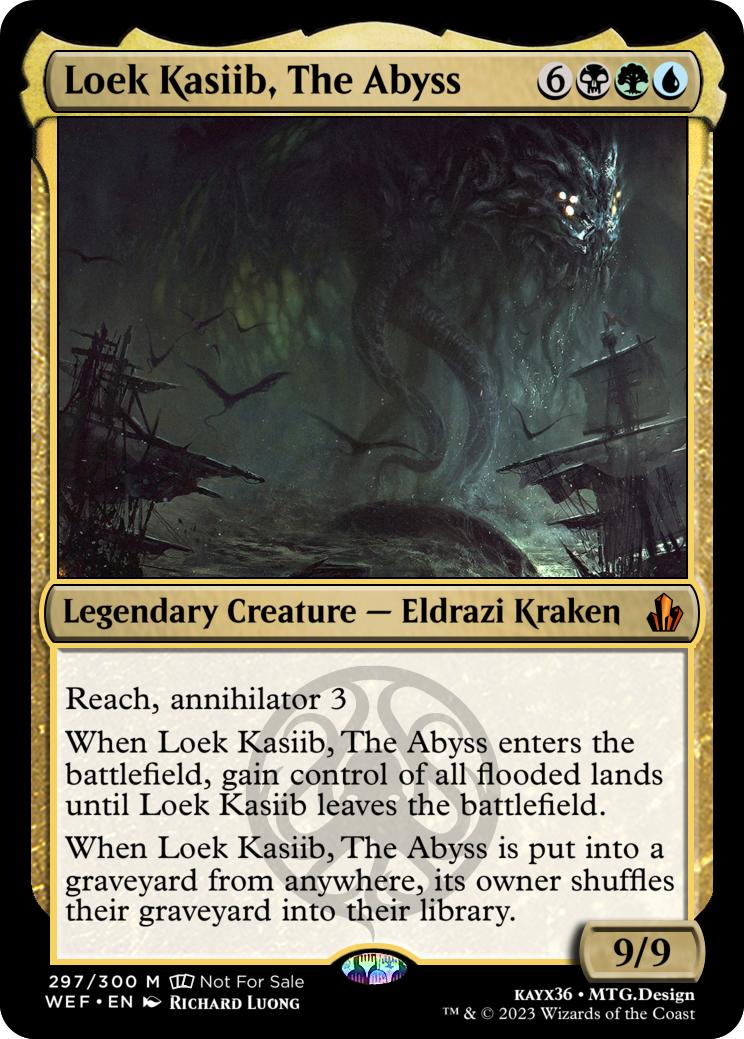 Loek Kasiib, The Abyss 6
Legendary Creature — Eldrazi Kraken
Reach, annihilator 3
When Loek Kasiib, The Abyss enters the
battlefield, gain control of all flooded lands
until Loek Kasiib leaves the battlefield.
When Loek Kasiib, The Abyss is put into a
graveyard from anywhere, its owner shuffles
their graveyard into their library.
9/9
297/300 M Not For Sale
WEF • EN Richard Luong
kayx36 • MTG.Design
™ & © 2023 Wizards of the Coast